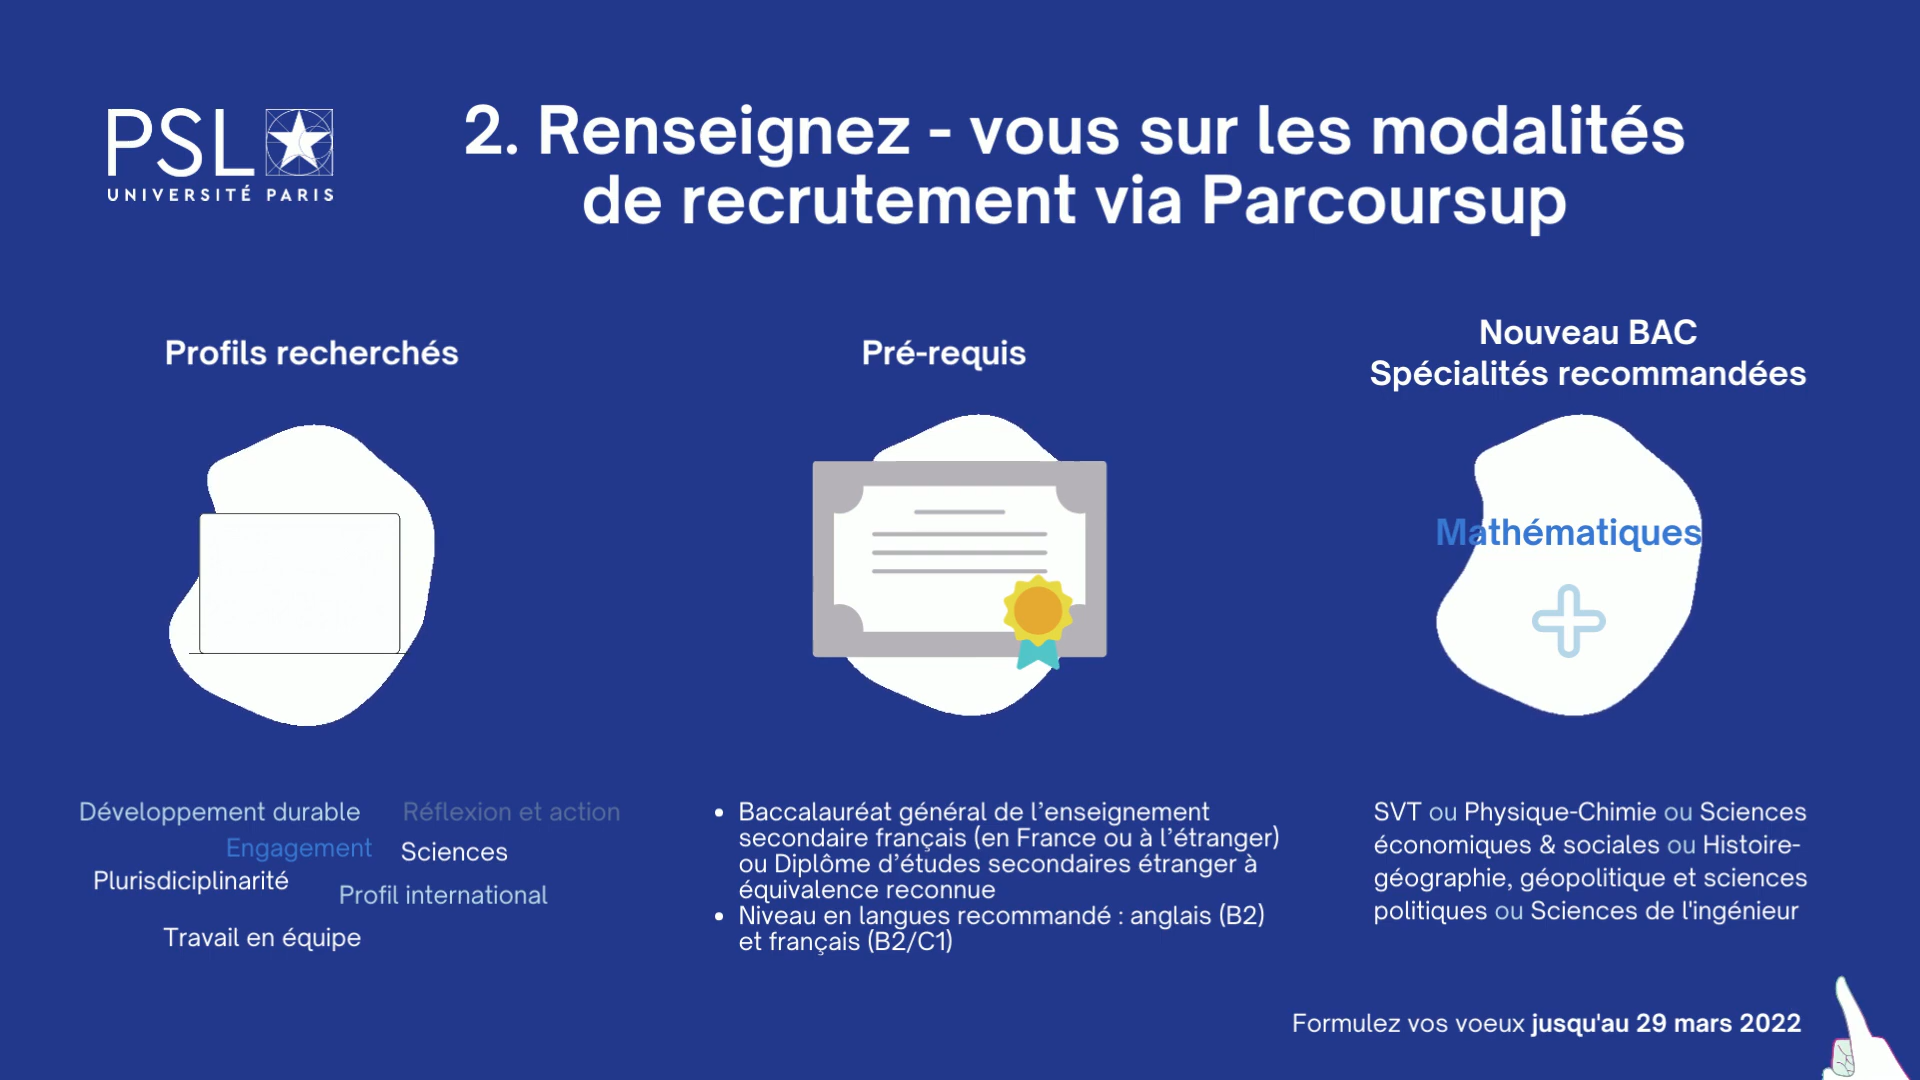 PSL
UNIVERSITÉ PARIS
2. Renseignez - vous sur les modalités
de recrutement via Parcoursup
Profils recherchés
Développement durable
Réflexion et action
Engagement
Sciences
Plurisdiciplinarité
Profil international
Travail en équipe
Pré-requis
• Baccalauréat général de l’enseignement
secondaire français (en France ou à l’étranger)
ou Diplôme d’études secondaires étranger à
équivalence reconnue
• Niveau en langues recommandé : anglais (B2)
et français (B2/C1)
Nouveau BAC
Spécialités recommandées
Mathématiques
SVT ou Physique-Chimie ou Sciences
économiques & sociales ou Histoire-
géographie, géopolitique et sciences
politiques ou Sciences de l'ingénieur
Formulez vos voeux jusqu'au 29 mars 2022